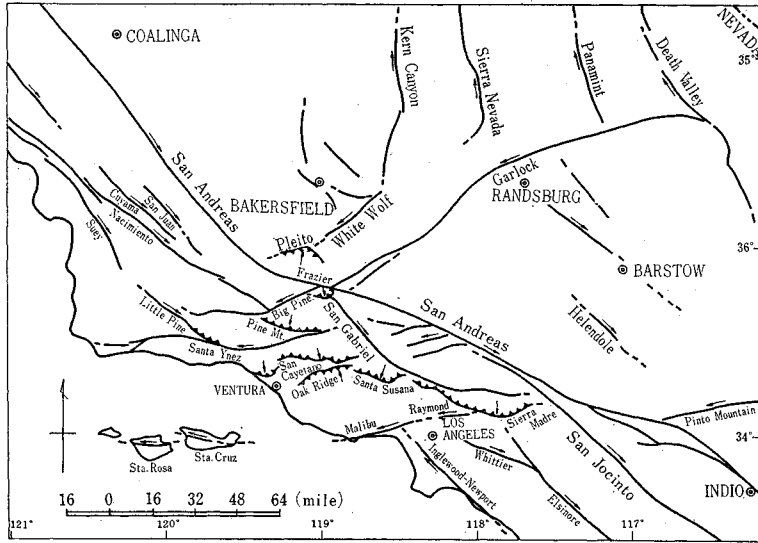 COALINGA
Kern Canyon
Sierra Nevada
Panamint
Death Valley
NEVADA
35°
San Andreas
Garlock
RANDSBURG
BAKERSFIELD
White Wolf
Pleito
San Juan
Cuyama
Nacimiento
Suey
36°
BARSTOW
Frazier
Big Pine
Pine Mt.
Little Pine
San Gabriel
San Andreas
Helendole
Santa Ynez
San Cayetano
Oak Ridge
Santa Susana
VENTURA
Sierra Madre
Raymond
Malibu
LOS ANGELES
Pinto Mountain
34°
Whittier
San Jocinto
Sta. Rosa
Sta. Cruz
Inglewood-Newport
Elsinore
INDIO
16 0 16 32 48 64 (mile)
121° 120° 119° 118° 117°